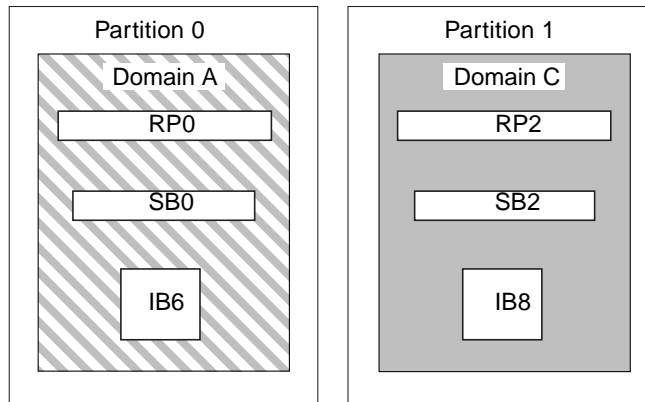 Partition 0
Domain A
RP0
SB0
IB6
Partition 1
Domain C
RP2
SB2
IB8